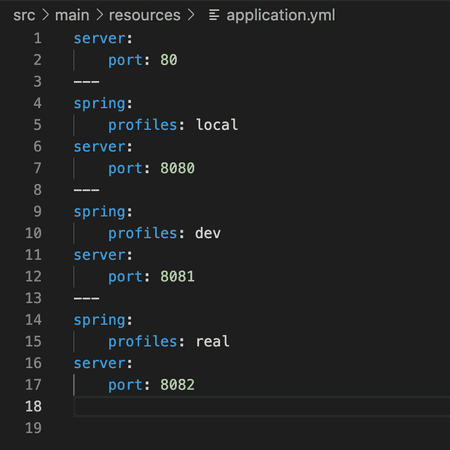 src > main > resources > application.yml
1 server:
2     port: 80
3 ---
4 spring:
5     profiles: local
6 server:
7     port: 8080
8 ---
9 spring:
10     profiles: dev
11 server:
12     port: 8081
13 ---
14 spring:
15     profiles: real
16 server:
17     port: 8082
18
19